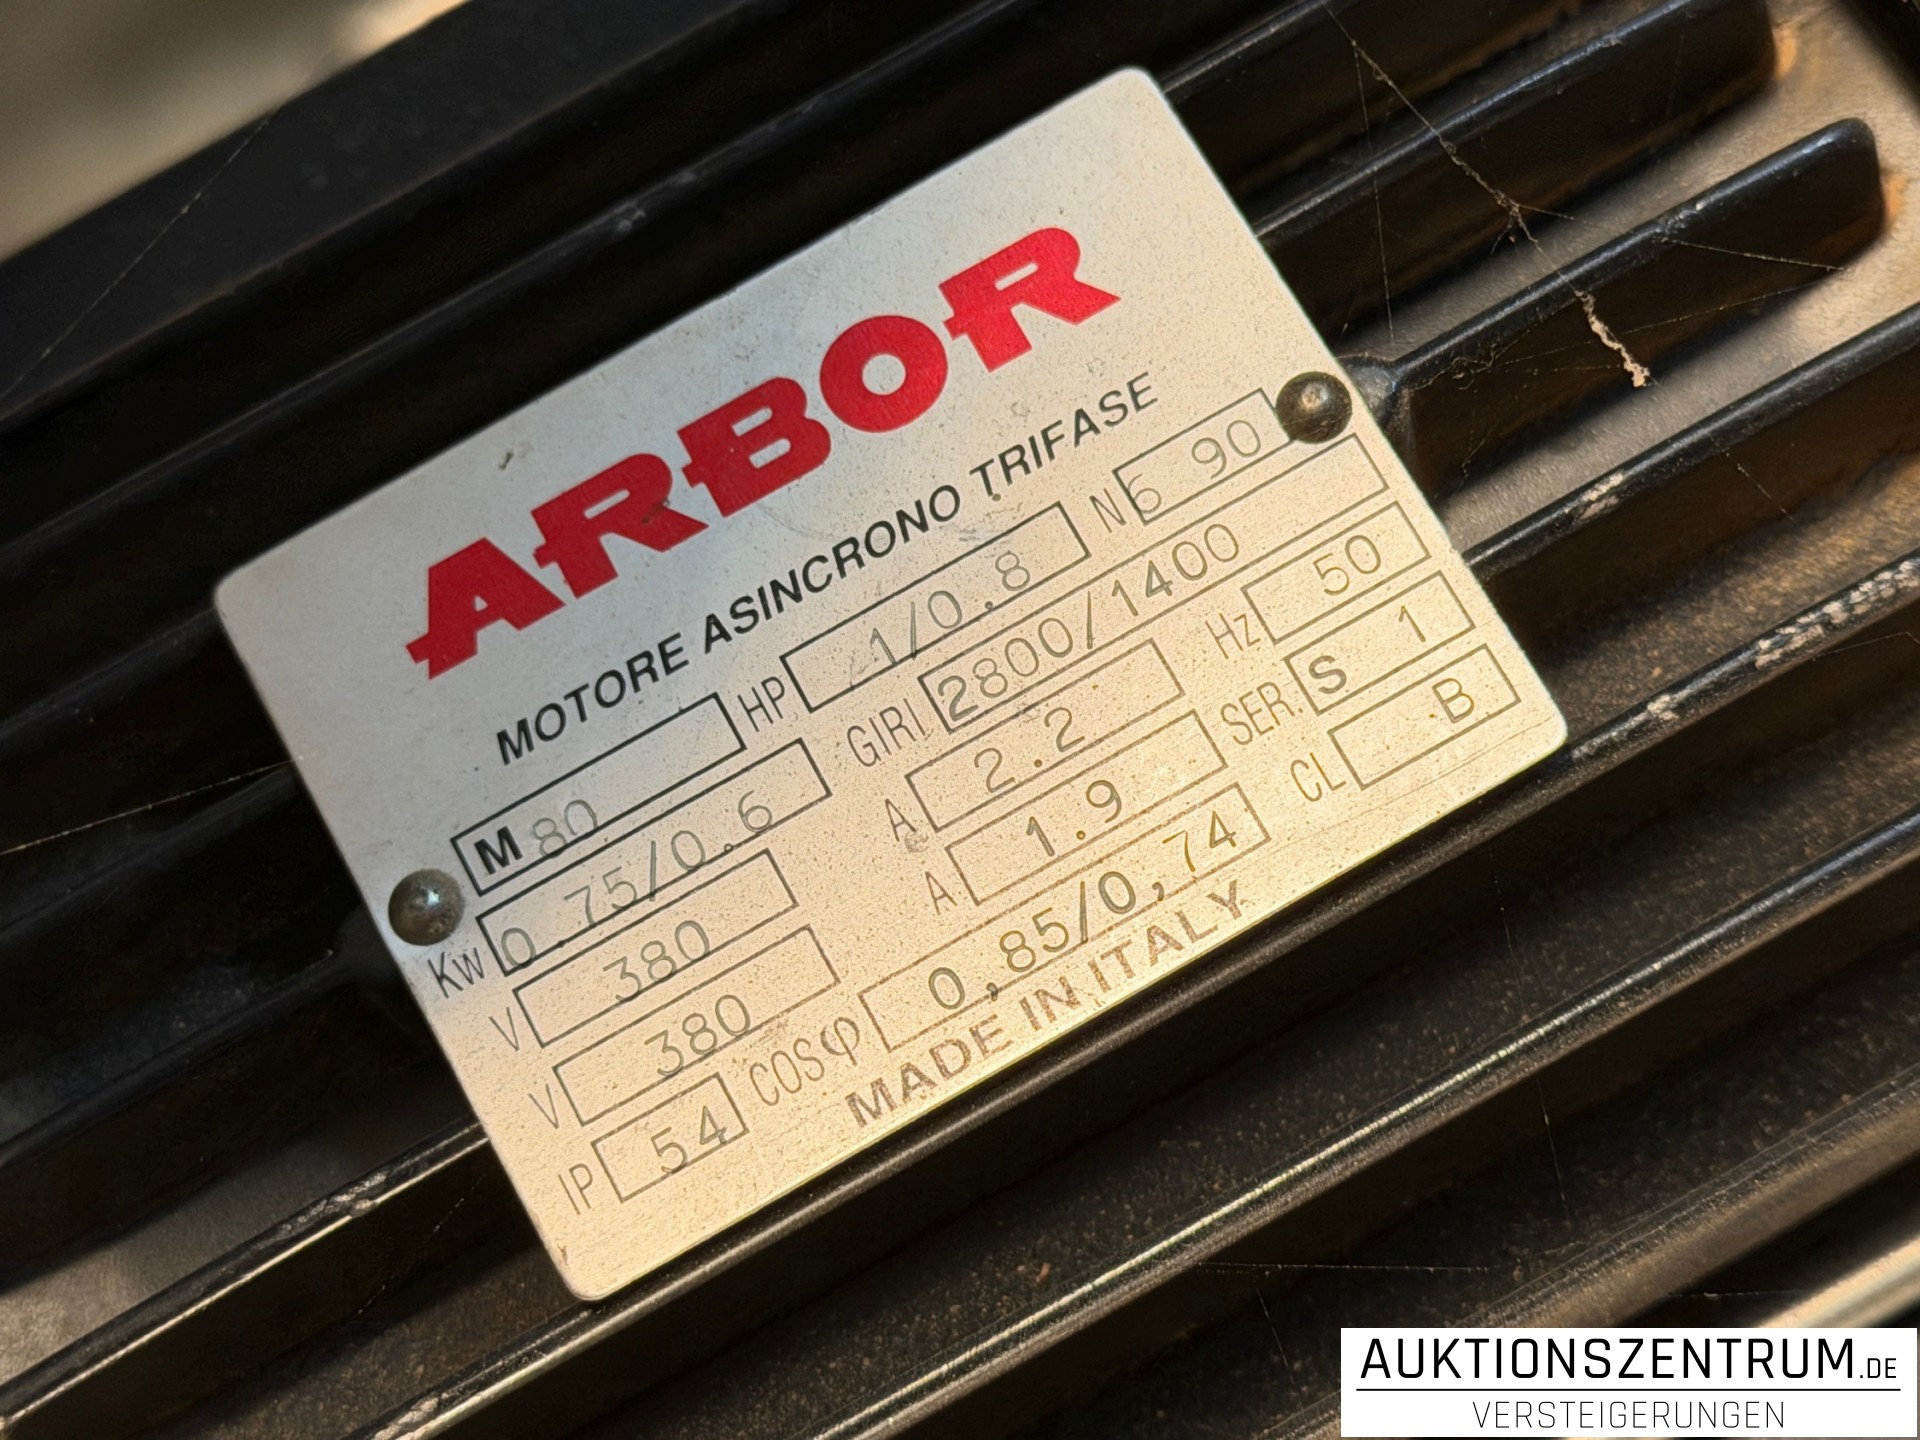 ARBOR
MOTORE ASINCRONO TRIFASE
M 80 HP 1/0.8 N 6 90
Kw 0.75/0.6 GIRI 2800/1400
V 380 A 2.2 Hz 50
V 380 A 1.9 SER. S 1
IP 54 COSφ 0,85/0,74 CL B
MADE IN ITALY
AUKTIONSZENTRUM.DE
VERSTEIGERUNGEN